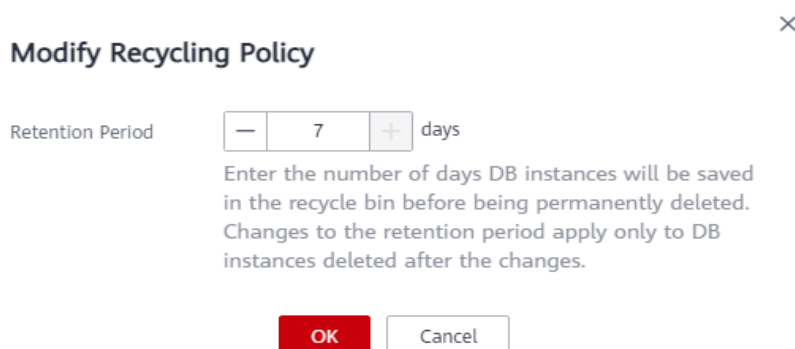 Modify Recycling Policy
Retention Period
7
days
Enter the number of days DB instances will be saved
in the recycle bin before being permanently deleted.
Changes to the retention period apply only to DB
instances deleted after the changes.
OK
Cancel